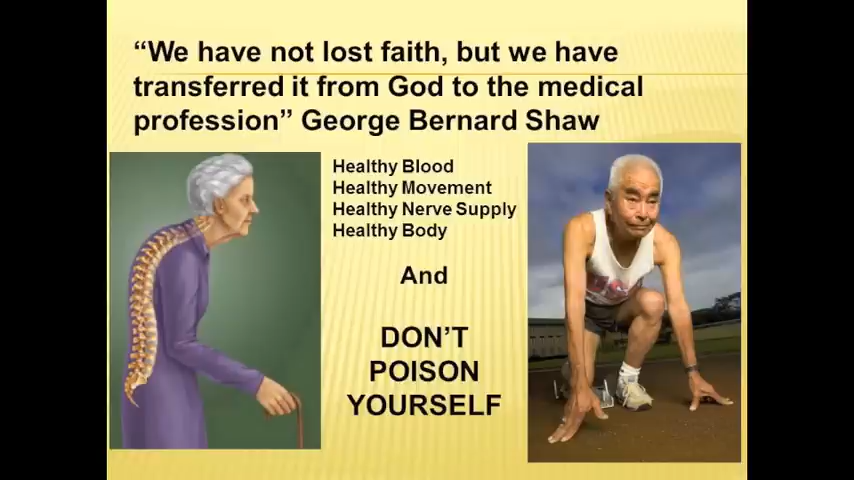 “We have not lost faith, but we have
transferred it from God to the medical
profession” George Bernard Shaw
Healthy Blood
Healthy Movement
Healthy Nerve Supply
Healthy Body
And
DON’T
POISON
YOURSELF